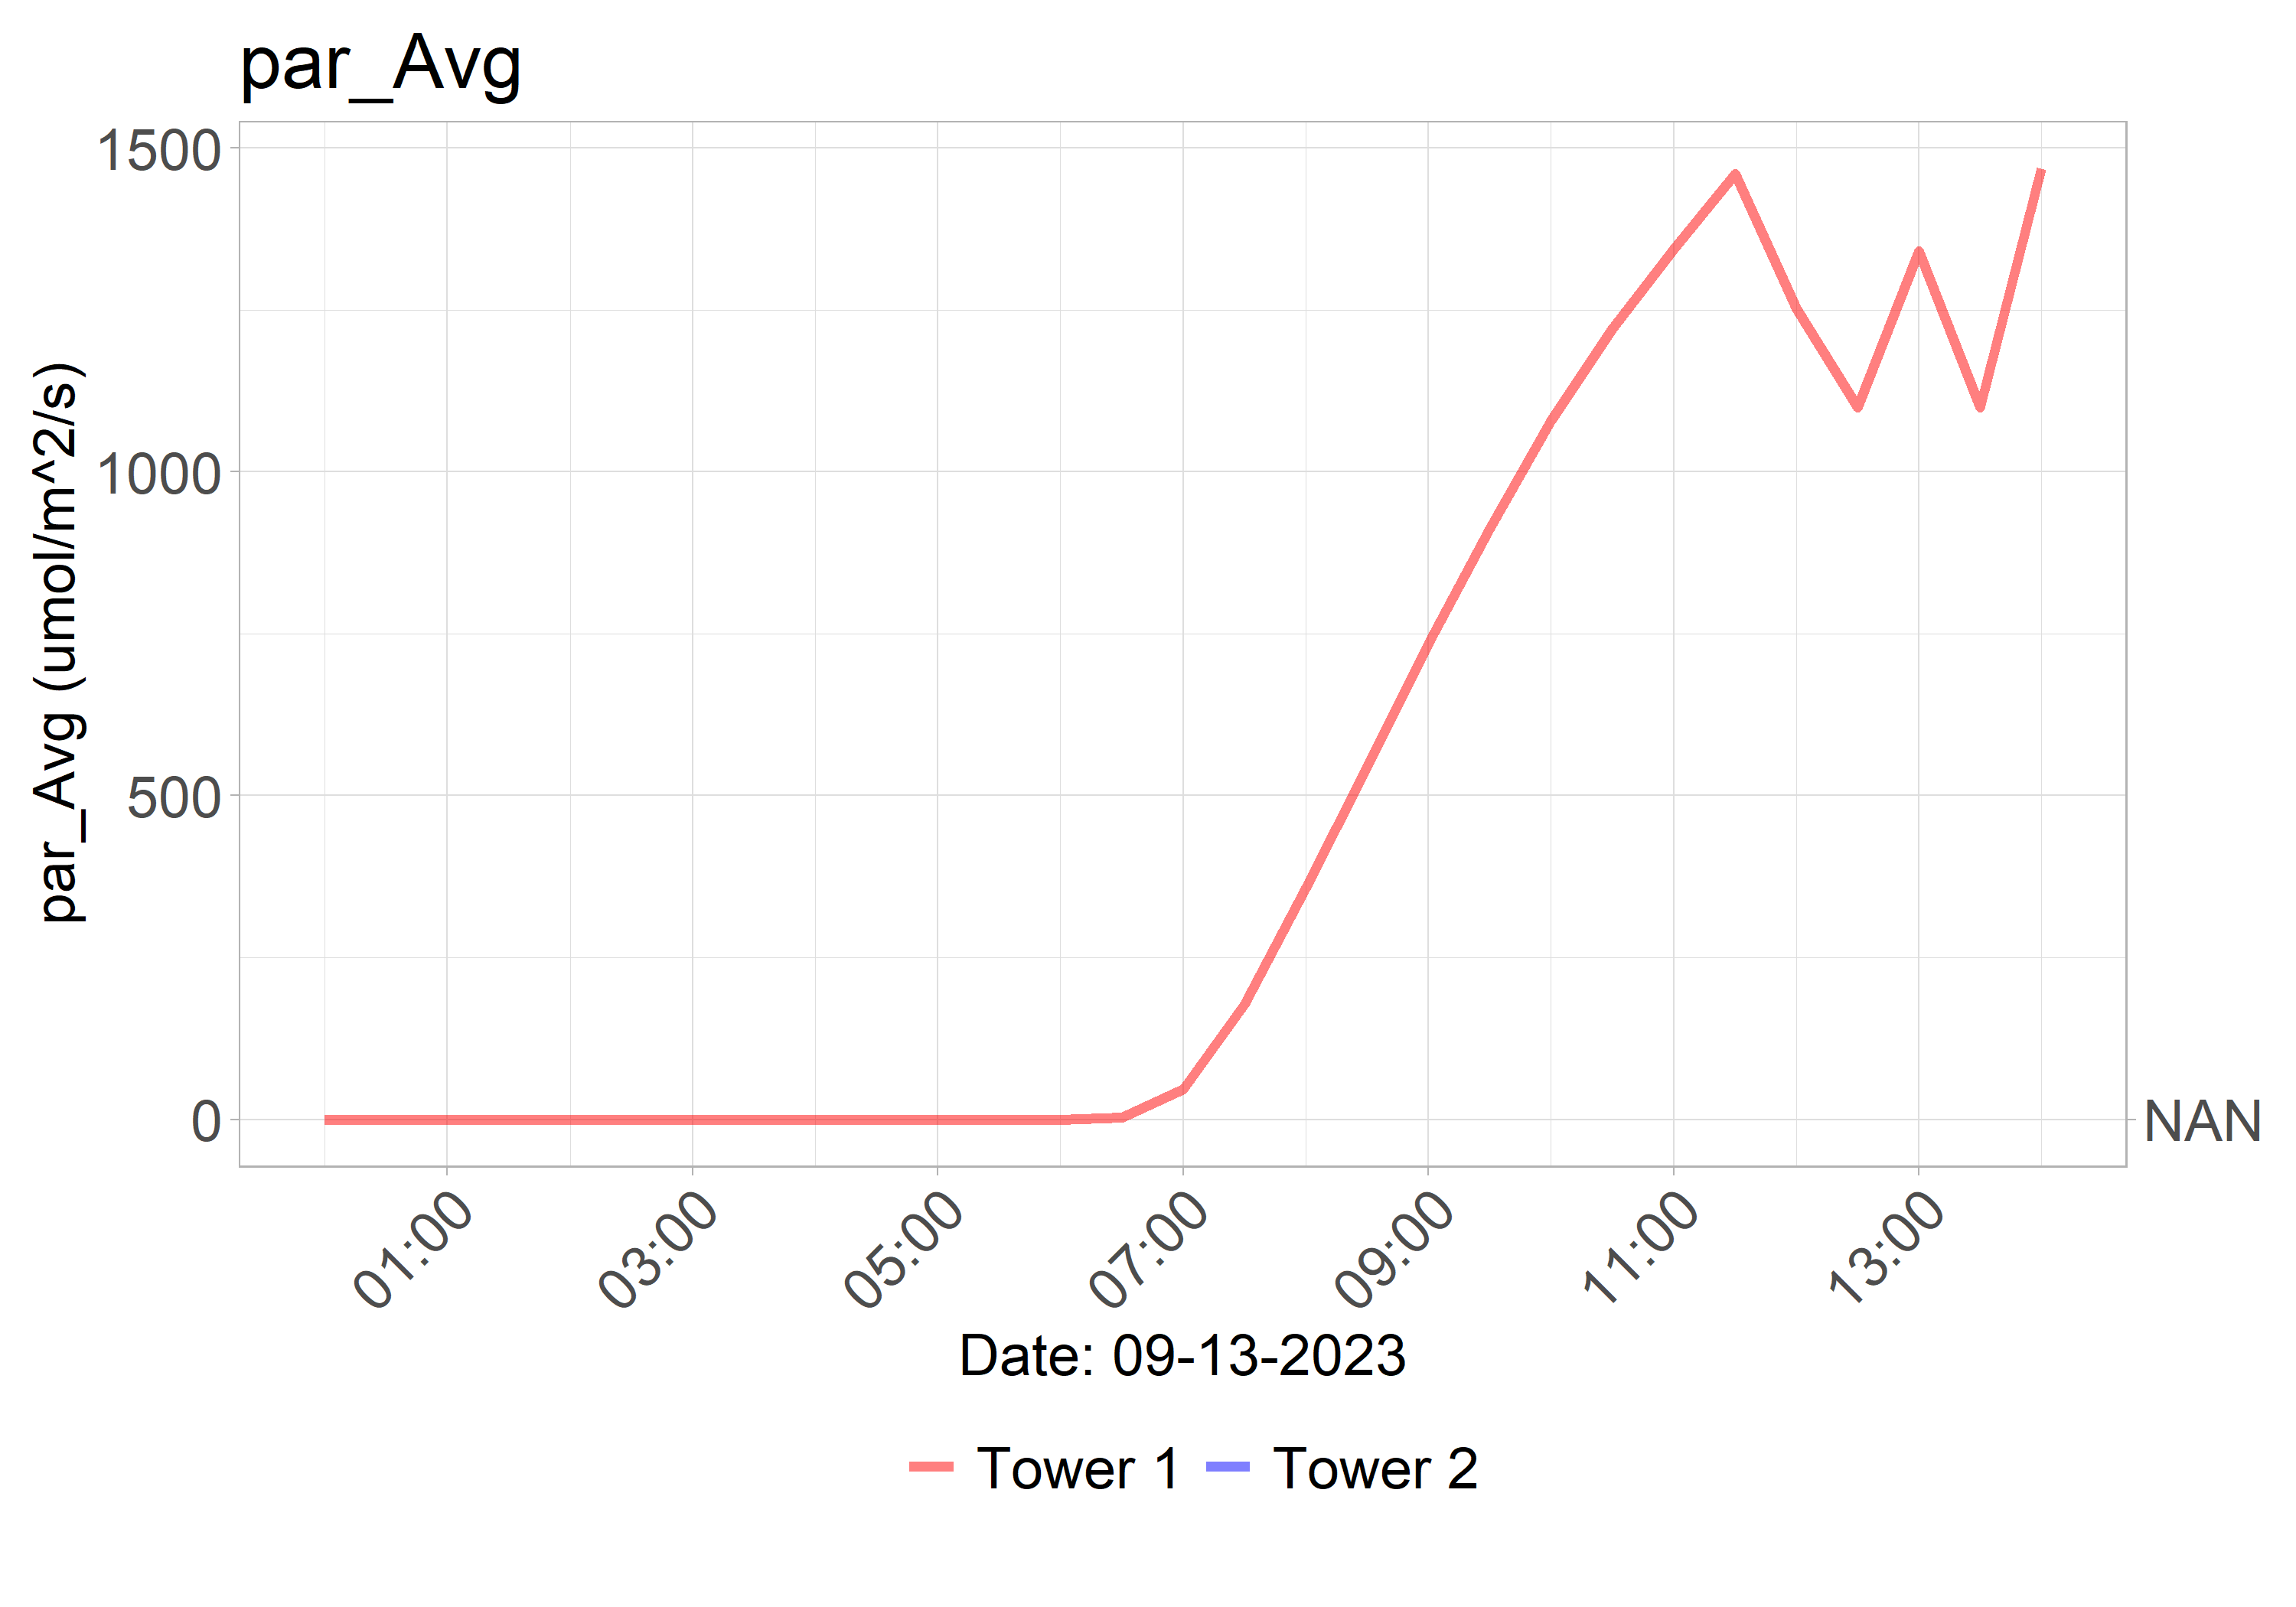 par_Avg
par_Avg (umol/m^2/s)
1500
1000
500
0
NAN
01:00
03:00
05:00
07:00
09:00
11:00
13:00
Date: 09-13-2023
Tower 1
Tower 2